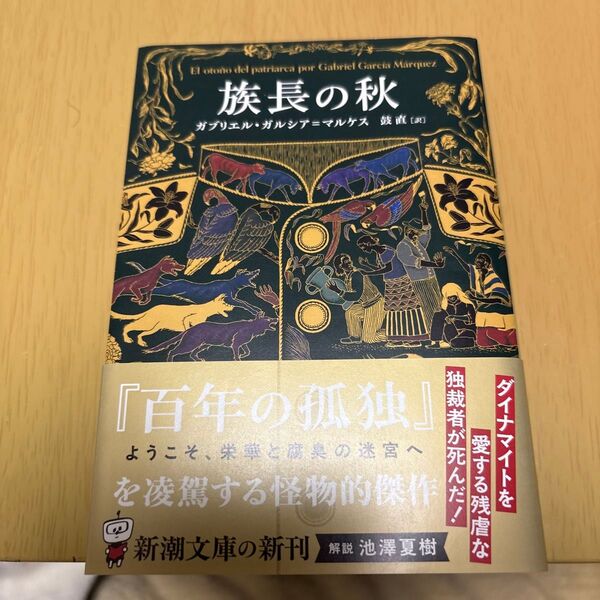 El otoño del patriarca por Gabriel García Márquez
族長の秋
ガブリエル・ガルシア=マルケス 鼓直[訳]
『百年の孤独』
ようこそ、栄華と腐臭の迷宮へ
を凌駕する怪物的傑作
ダイナマイトを
愛する残虐な
独裁者が死んだ!
新潮文庫の新刊
解説 池澤夏樹